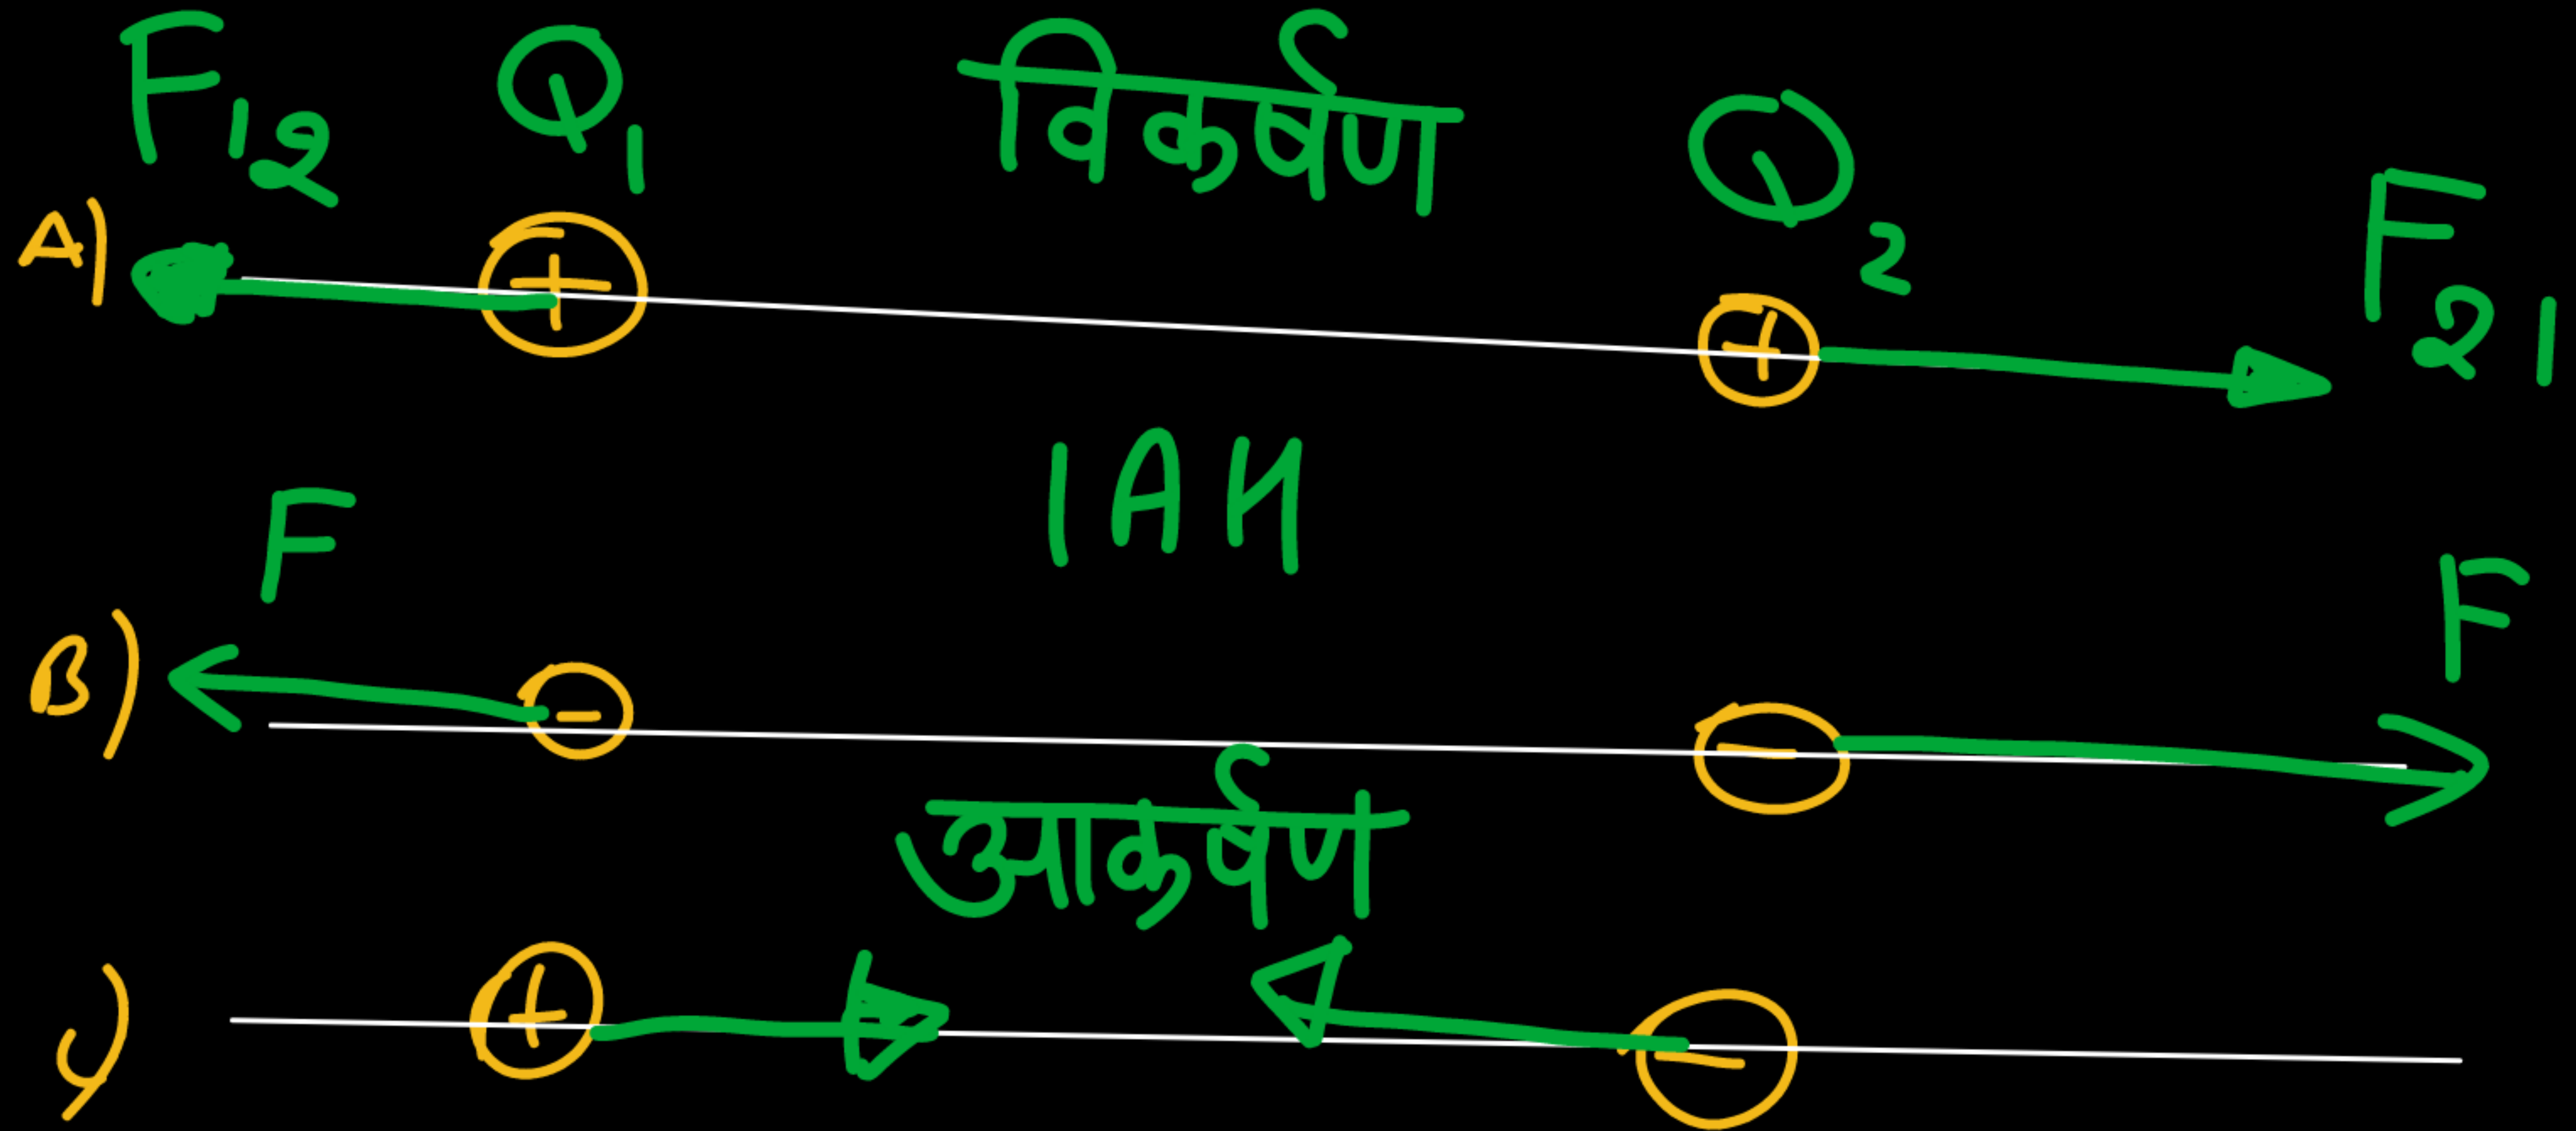 F12 Q1 विकर्षण Q2 F21
A) + +
IAH
F F
B) - -
आकर्षण
C) + -